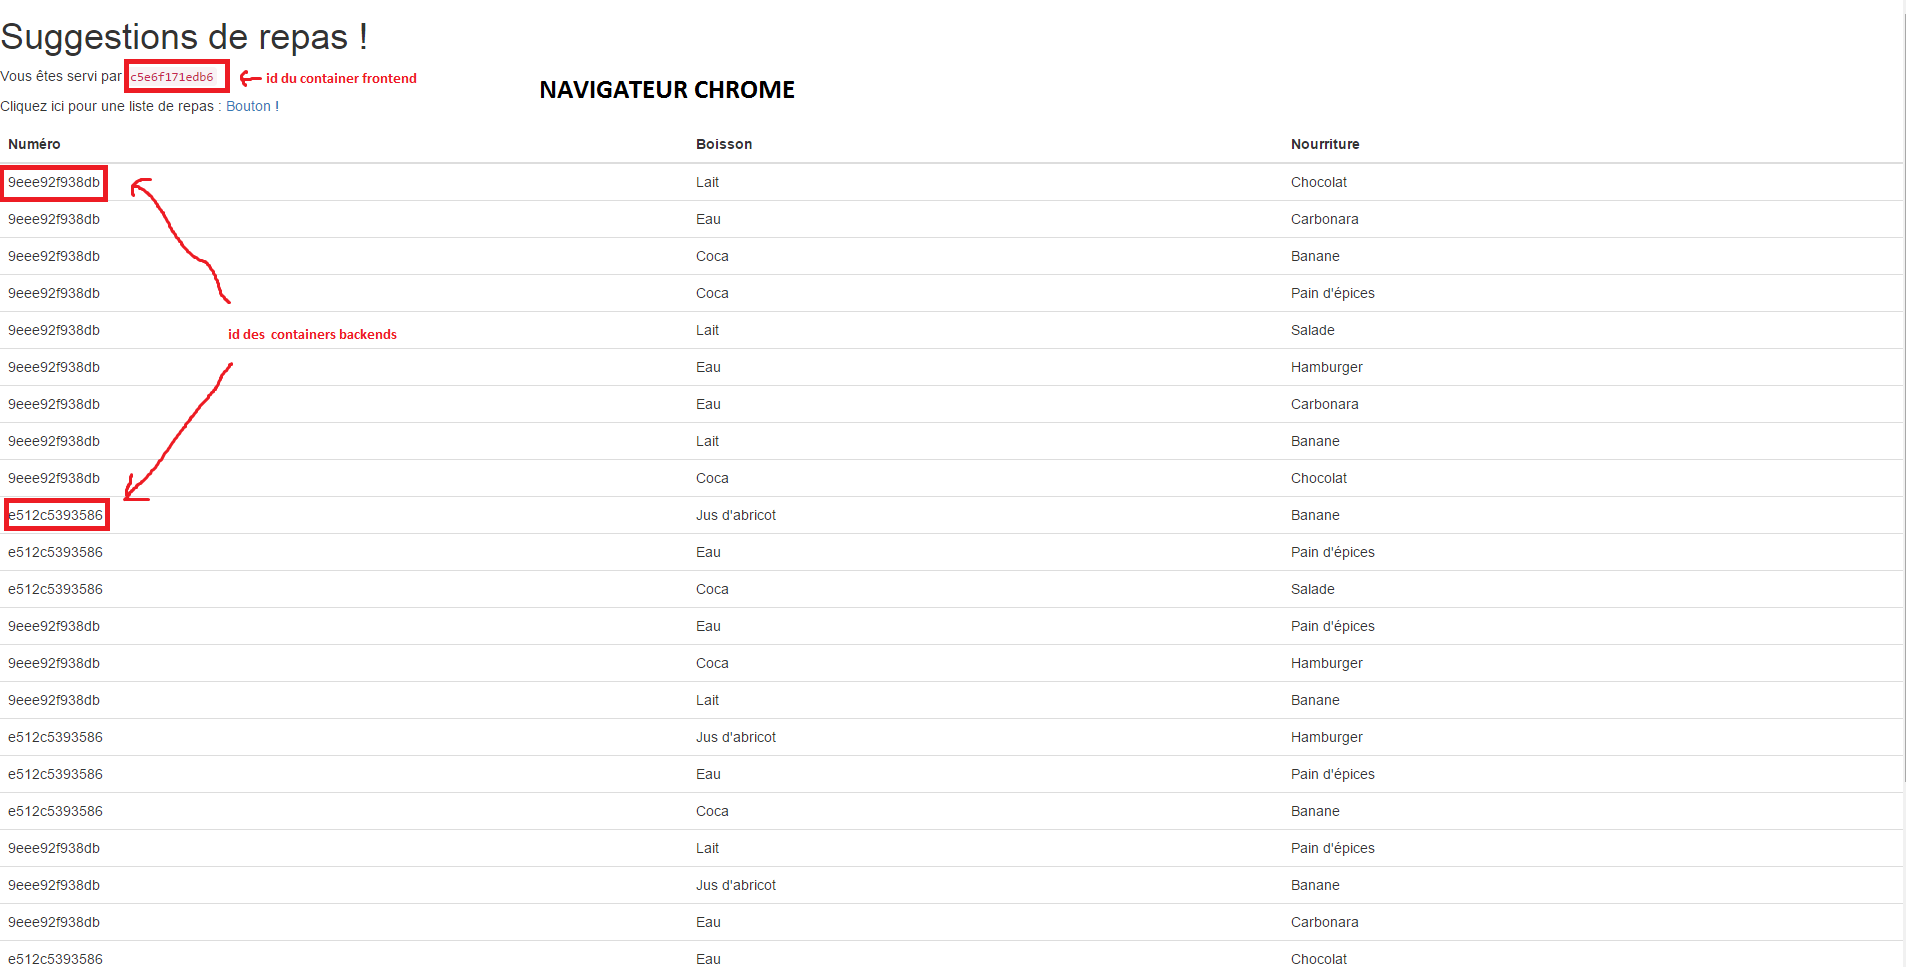 Suggestions de repas !
Vous êtes servi par c5e6f171edb6 id du container frontend
NAVIGATEUR CHROME
Cliquez ici pour une liste de repas : Bouton !
Numéro Boisson Nourriture
9eee92f938db Lait Chocolat
9eee92f938db Eau Carbonara
9eee92f938db Coca Banane
9eee92f938db Coca Pain d'épices
9eee92f938db Lait Salade
id des containers backends
9eee92f938db Eau Hamburger
9eee92f938db Eau Carbonara
9eee92f938db Lait Banane
9eee92f938db Coca Chocolat
e512c5393586 Jus d'abricot Banane
e512c5393586 Eau Pain d'épices
e512c5393586 Coca Salade
9eee92f938db Eau Pain d'épices
9eee92f938db Coca Hamburger
9eee92f938db Lait Banane
e512c5393586 Jus d'abricot Hamburger
e512c5393586 Eau Pain d'épices
e512c5393586 Coca Banane
9eee92f938db Lait Pain d'épices
9eee92f938db Jus d'abricot Banane
9eee92f938db Eau Carbonara
e512c5393586 Eau Chocolat